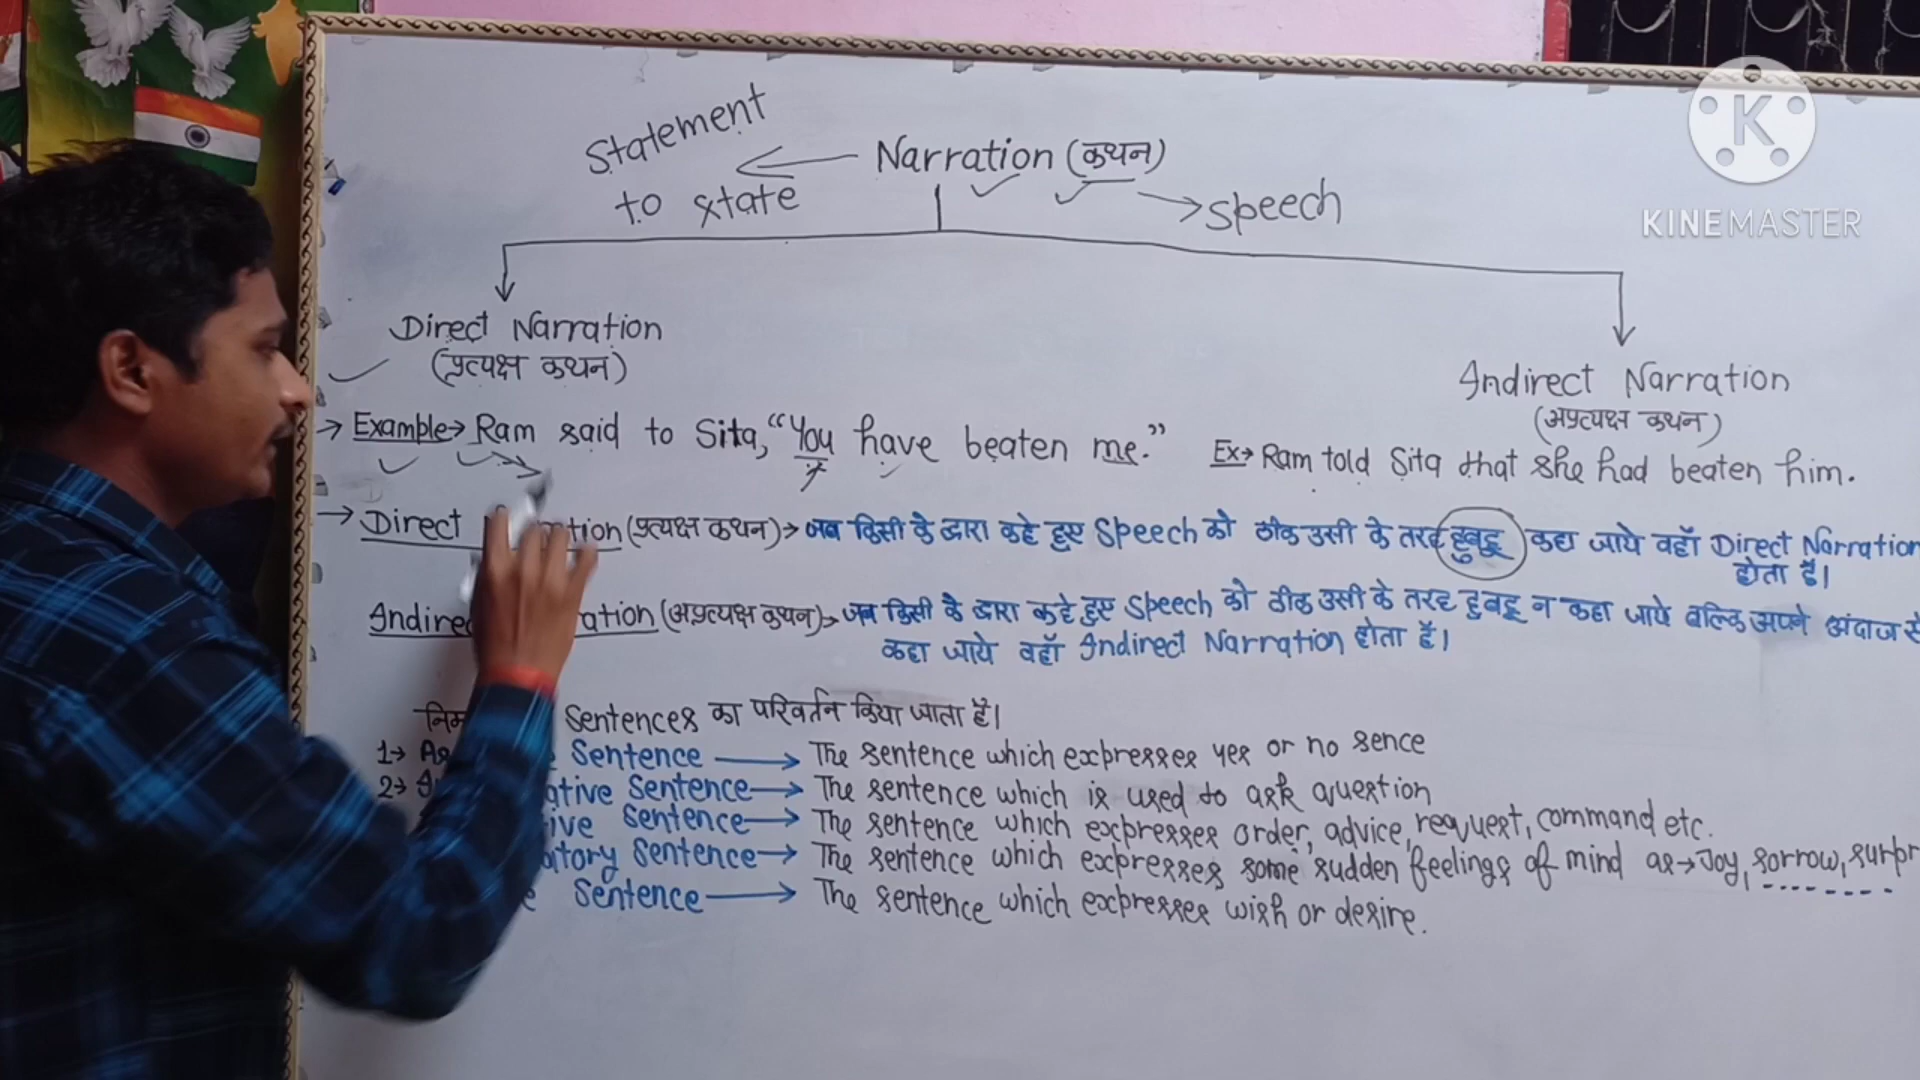 Statement
to state
Narration (कथन)
speech
K
KINEMASTER
Direct Narration
(प्रत्यक्ष कथन)
Indirect Narration
(अप्रत्यक्ष कथन)
Example→ Ram said to Sita, “You have beaten me.”
Ex→ Ram told Sita that she had beaten him.
Direct (प्रत्यक्ष कथन)→ जब किसी के द्वारा कहे हुए Speech को ठीक उसी के तरह हुबहू कहा जाये वहाँ Direct Narration
होता है।
(अप्रत्यक्ष कथन)→ जब किसी के द्वारा कहे हुए Speech को ठीक उसी के तरह हुबहू न कहा जाये बल्कि अपने अंदाज से
कहा जाये वहाँ Indirect Narration होता है।
Sentences का परिवर्तन किया जाता है।
1→ Sentence → The sentence which expresses yes or no sence
2→ Sentence → The sentence which is used to ask question
Sentence → The sentence which expresses order, advice, request, command etc.
Sentence → The sentence which expresses some sudden feelings of mind as→ Joy, sorrow,
Sentence → The sentence which expresses wish or desire.